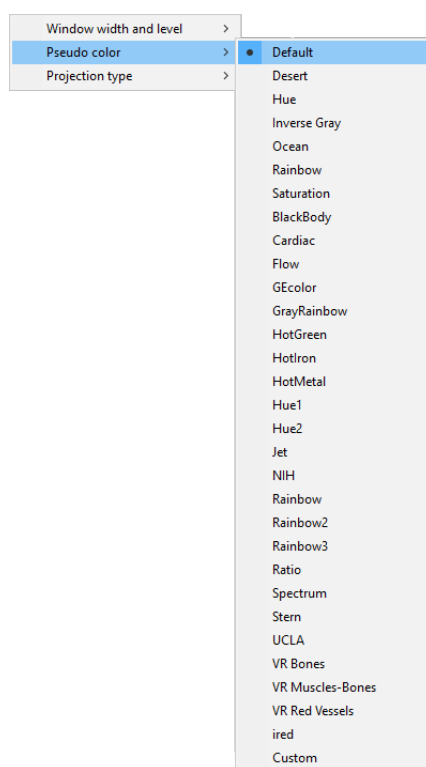 Window width and level
Pseudo color
Projection type
Default
Desert
Hue
Inverse Gray
Ocean
Rainbow
Saturation
BlackBody
Cardiac
Flow
GEcolor
GrayRainbow
HotGreen
HotIron
HotMetal
Hue1
Hue2
Jet
NIH
Rainbow
Rainbow2
Rainbow3
Ratio
Spectrum
Stern
UCLA
VR Bones
VR Muscles-Bones
VR Red Vessels
ired
Custom